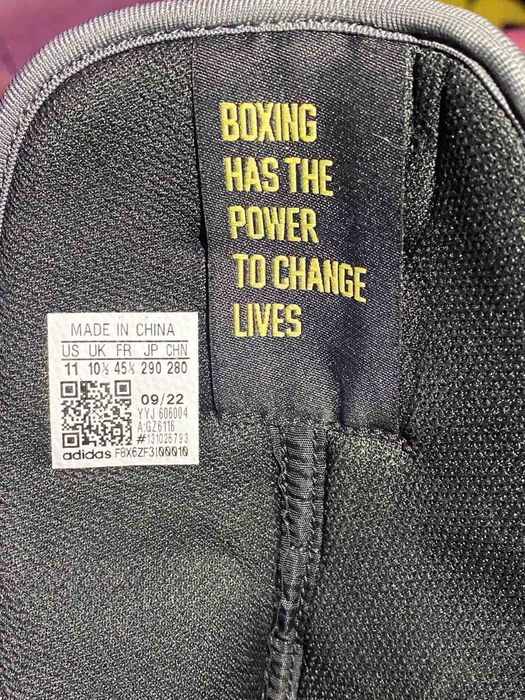 BOXING
HAS THE
POWER
TO CHANGE
LIVES
MADE IN CHINA
US UK FR JP CHN
11 10½ 45⅓ 290 280
09/22
YYJ 606004
A:GZ6116
#131026793
adidas F8X6ZF3I00010